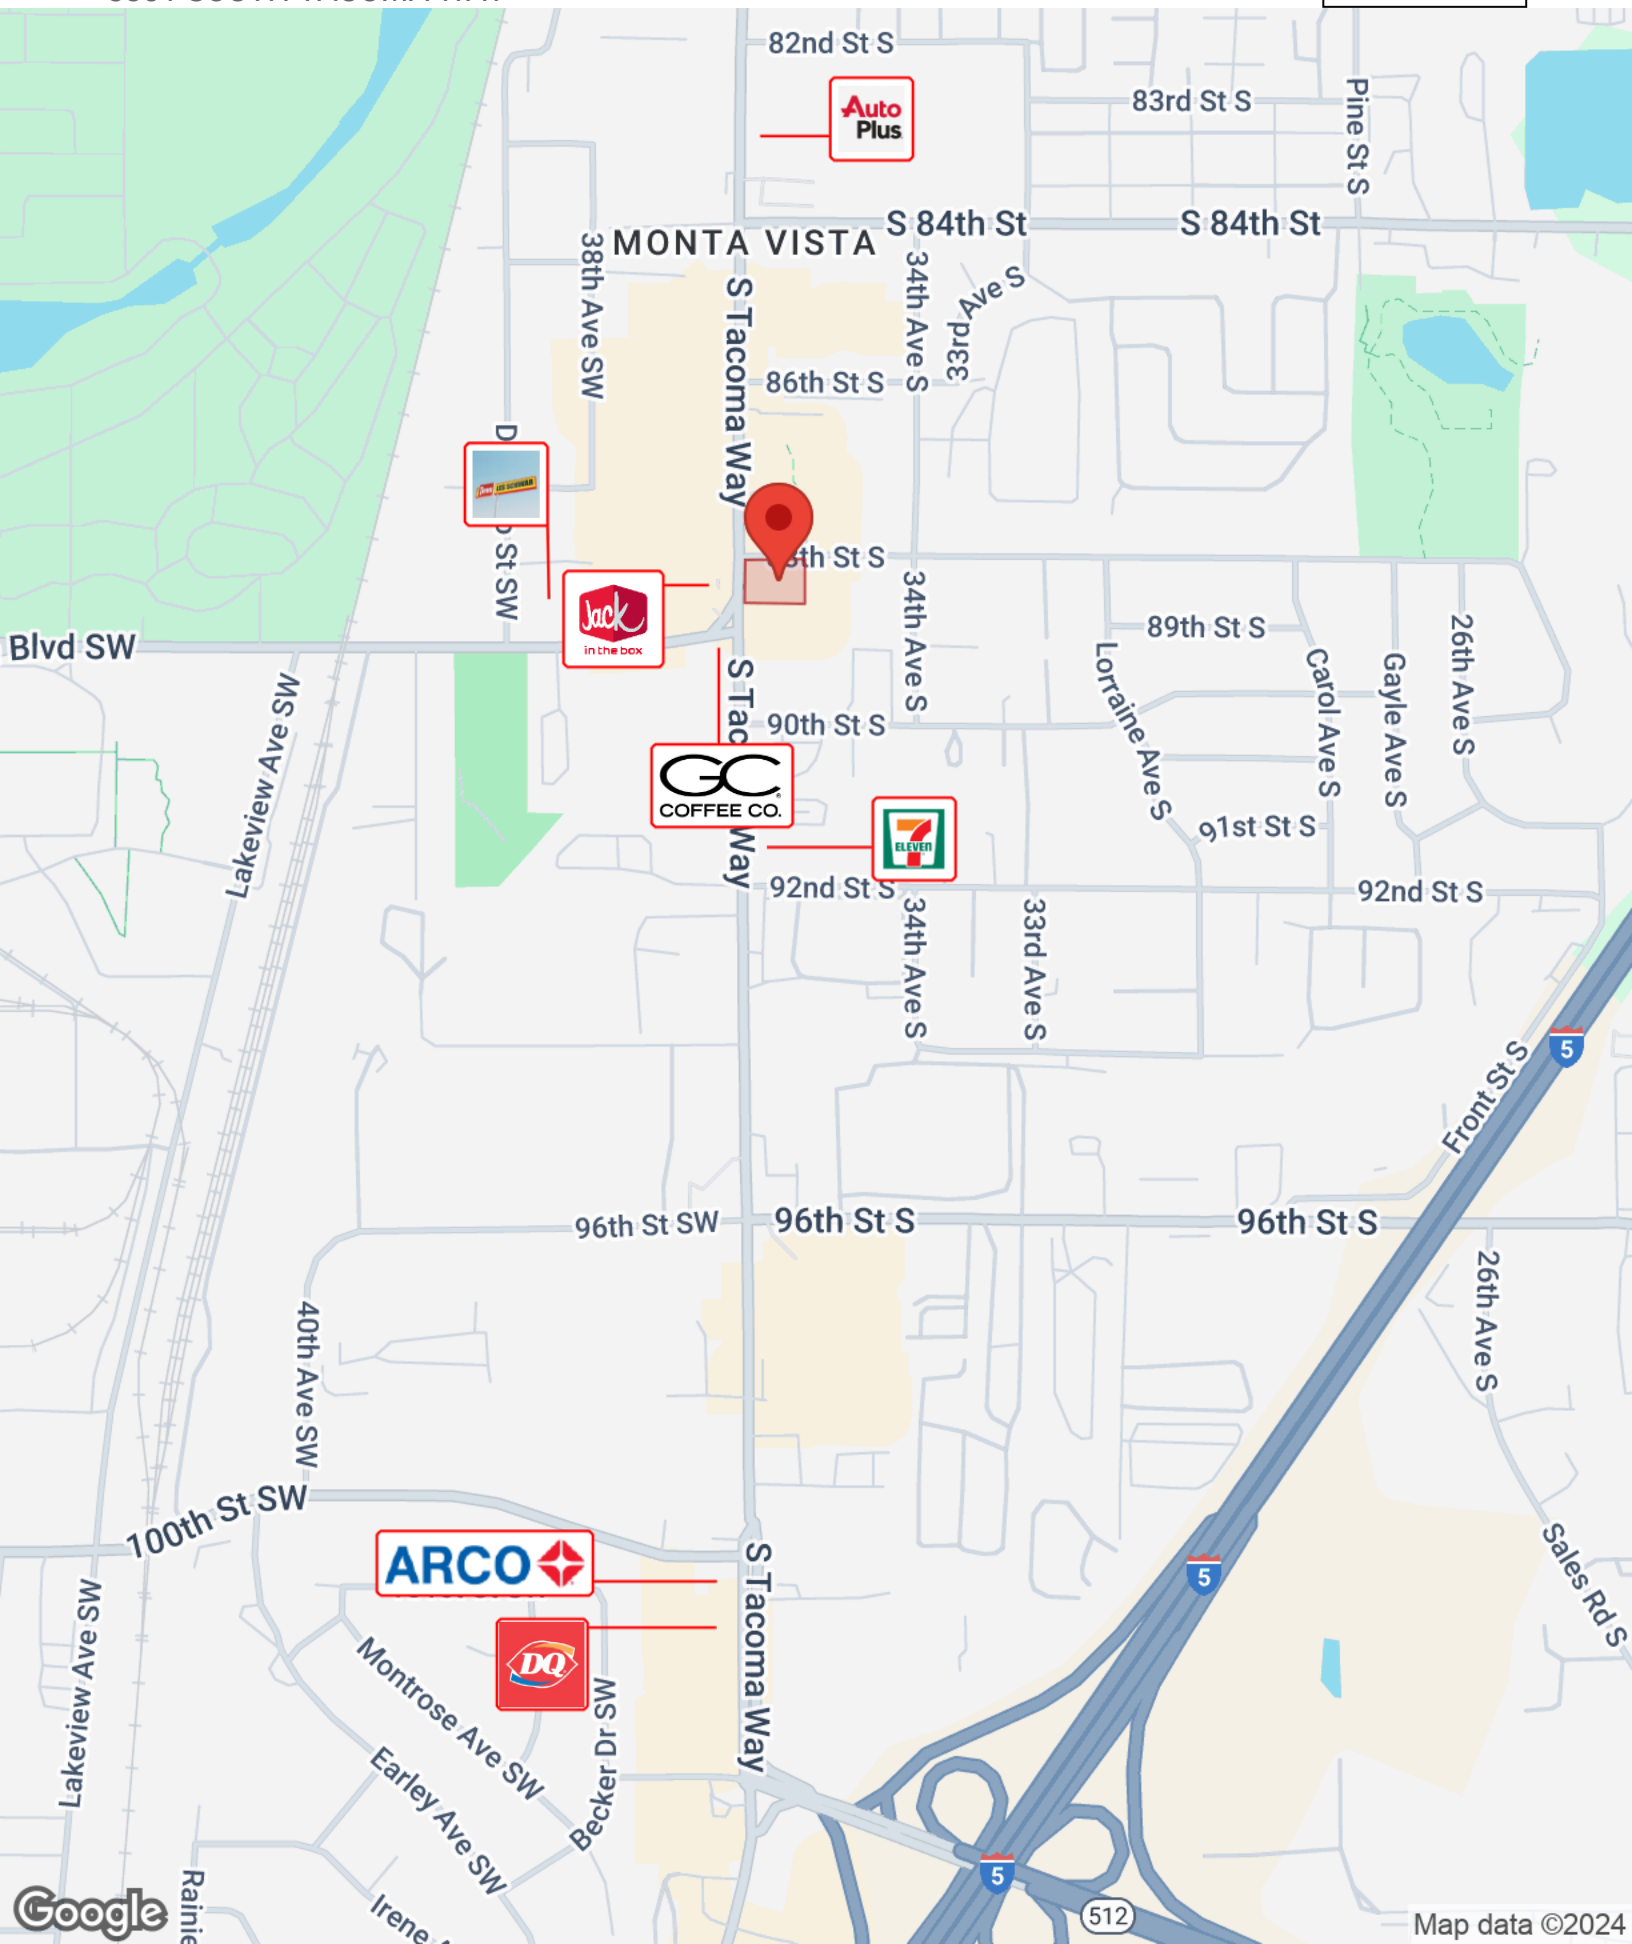 82nd St S
Auto
Plus
83rd St S
Pine St S
S 84th St
S 84th St
MONTA VISTA
38th Ave SW
S Tacoma Way
34th Ave S
33rd Ave S
86th St S
LES SCHWAB
St SW
th St S
Jack
in the box
Blvd SW
34th Ave S
89th St S
Lorraine Ave S
Carol Ave S
Gayle Ave S
26th Ave S
Lakeview Ave SW
S Tac
Way
90th St S
GC
COFFEE CO.
7
ELEVEN
91st St S
92nd St S
92nd St S
34th Ave S
33rd Ave S
5
Front St S
96th St SW
96th St S
96th St S
26th Ave S
40th Ave SW
100th St SW
ARCO
S Tacoma Way
5
Sales Rd S
DQ
Lakeview Ave SW
Montrose Ave SW
Becker Dr SW
Earley Ave SW
5
512
Irene
Google
Map data ©2024